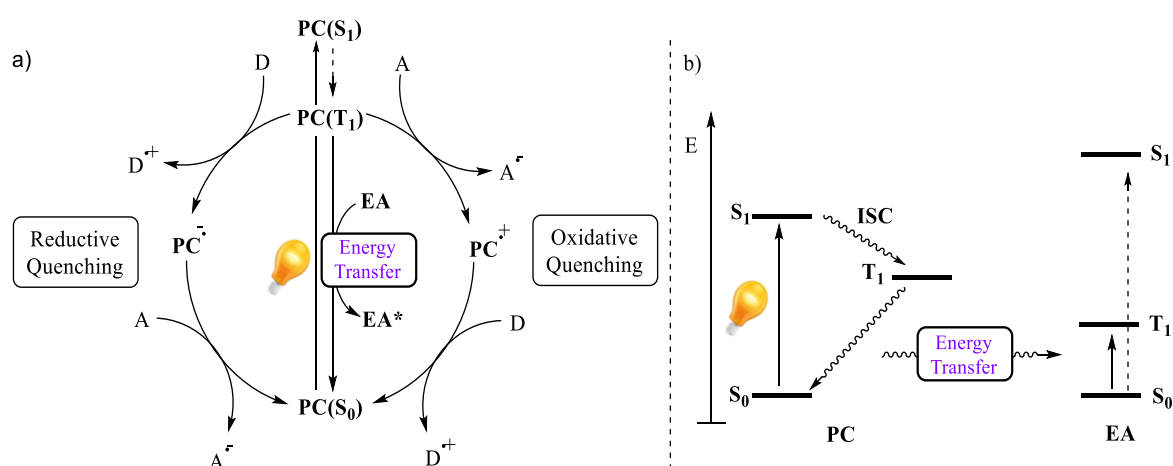 a)
PC(S₁)
D
A
PC(T₁)
D•⁺
A•⁻
EA
Reductive
Quenching
PC•⁻
Energy
Transfer
PC•⁺
Oxidative
Quenching
A
EA*
D
PC(S₀)
A•⁻
D•⁺
b)
E
S₁
S₁
ISC
T₁
T₁
Energy
Transfer
S₀
S₀
PC
EA